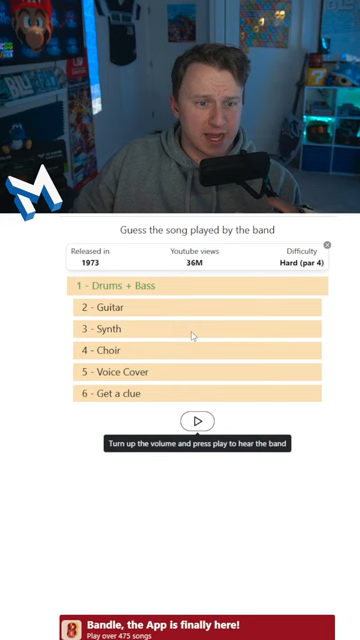 M
Guess the song played by the band
Released in
1973
Youtube views
36M
Difficulty
Hard (par 4)
1 - Drums + Bass
2 - Guitar
3 - Synth
4 - Choir
5 - Voice Cover
6 - Get a clue
Turn up the volume and press play to hear the band
Bandle, the App is finally here!
Play over 475 songs